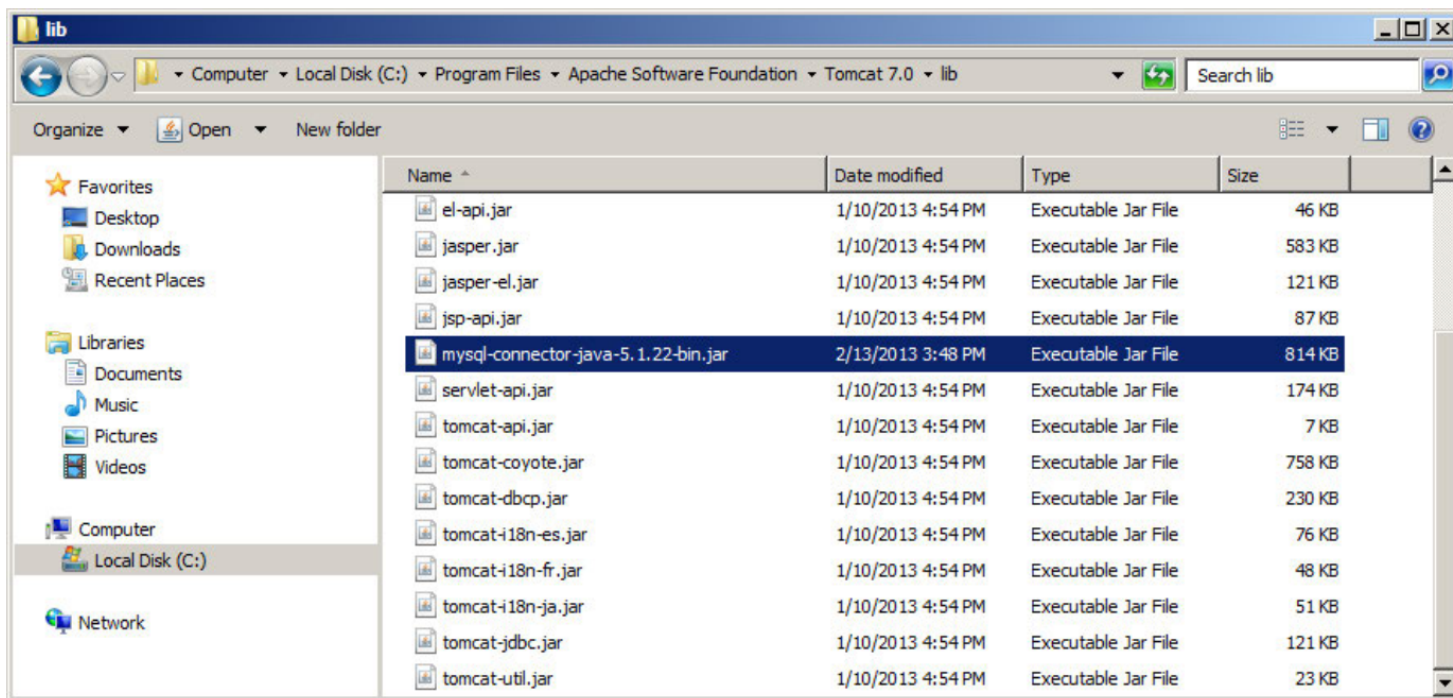 lib
Computer Local Disk (C:) Program Files Apache Software Foundation Tomcat 7.0 lib Search lib
Organize Open New folder
Favorites
Desktop
Downloads
Recent Places
Libraries
Documents
Music
Pictures
Videos
Computer
Local Disk (C:)
Network
Name Date modified Type Size
el-api.jar 1/10/2013 4:54 PM Executable Jar File 46 KB
jasper.jar 1/10/2013 4:54 PM Executable Jar File 583 KB
jasper-el.jar 1/10/2013 4:54 PM Executable Jar File 121 KB
jsp-api.jar 1/10/2013 4:54 PM Executable Jar File 87 KB
mysql-connector-java-5.1.22-bin.jar 2/13/2013 3:48 PM Executable Jar File 814 KB
servlet-api.jar 1/10/2013 4:54 PM Executable Jar File 174 KB
tomcat-api.jar 1/10/2013 4:54 PM Executable Jar File 7 KB
tomcat-coyote.jar 1/10/2013 4:54 PM Executable Jar File 758 KB
tomcat-dbcp.jar 1/10/2013 4:54 PM Executable Jar File 230 KB
tomcat-i18n-es.jar 1/10/2013 4:54 PM Executable Jar File 76 KB
tomcat-i18n-fr.jar 1/10/2013 4:54 PM Executable Jar File 48 KB
tomcat-i18n-ja.jar 1/10/2013 4:54 PM Executable Jar File 51 KB
tomcat-jdbc.jar 1/10/2013 4:54 PM Executable Jar File 121 KB
tomcat-util.jar 1/10/2013 4:54 PM Executable Jar File 23 KB